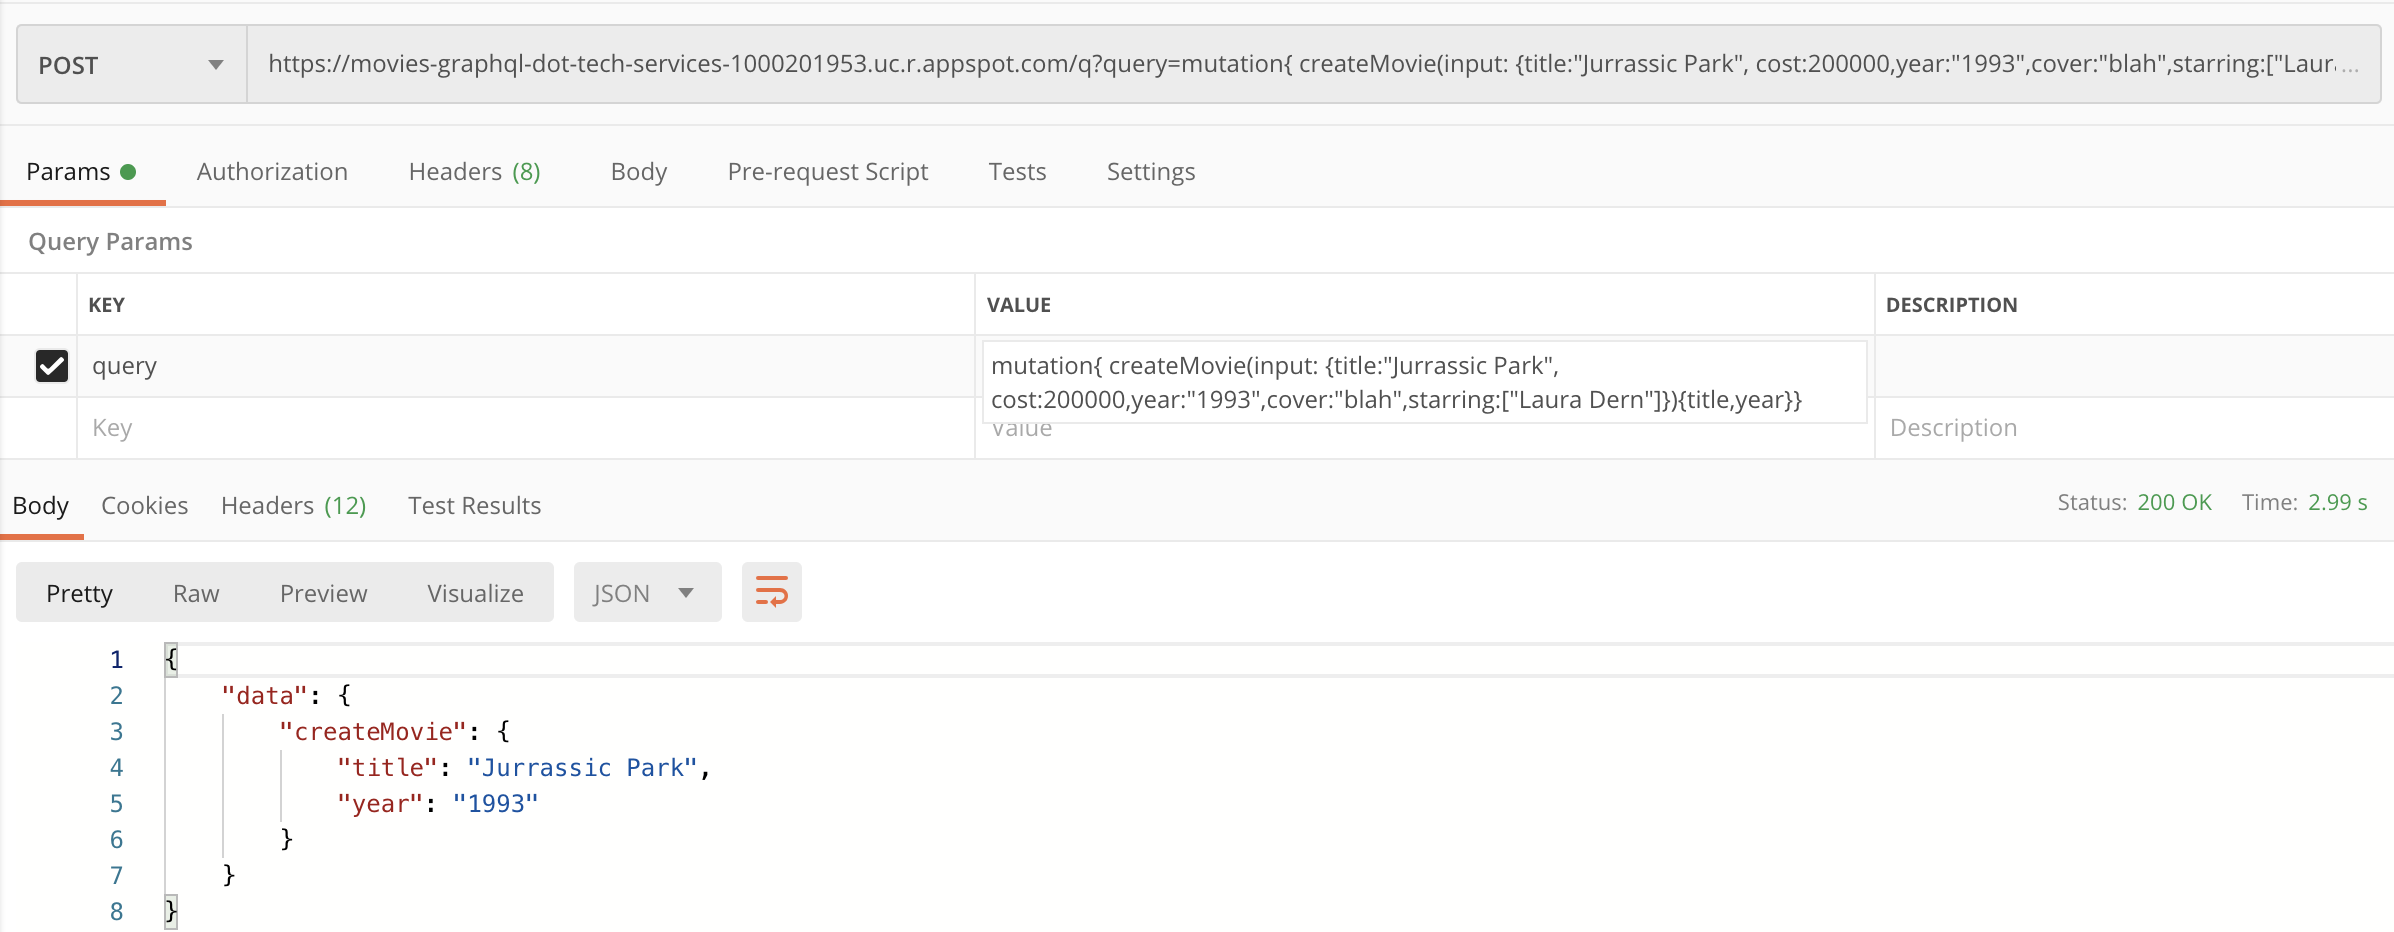 POST
https://movies-graphql-dot-tech-services-1000201953.uc.r.appspot.com/q?query=mutation{ createMovie(input: {title:"Jurrassic Park", cost:200000,year:"1993",cover:"blah",starring:["Laura...
Params Authorization Headers (8) Body Pre-request Script Tests Settings
Query Params
KEY VALUE DESCRIPTION
query mutation{ createMovie(input: {title:"Jurrassic Park",
cost:200000,year:"1993",cover:"blah",starring:["Laura Dern"]}){title,year}}
Key Value Description
Body Cookies Headers (12) Test Results Status: 200 OK Time: 2.99 s
Pretty Raw Preview Visualize JSON
1 {
2 "data": {
3 "createMovie": {
4 "title": "Jurrassic Park",
5 "year": "1993"
6 }
7 }
8 }